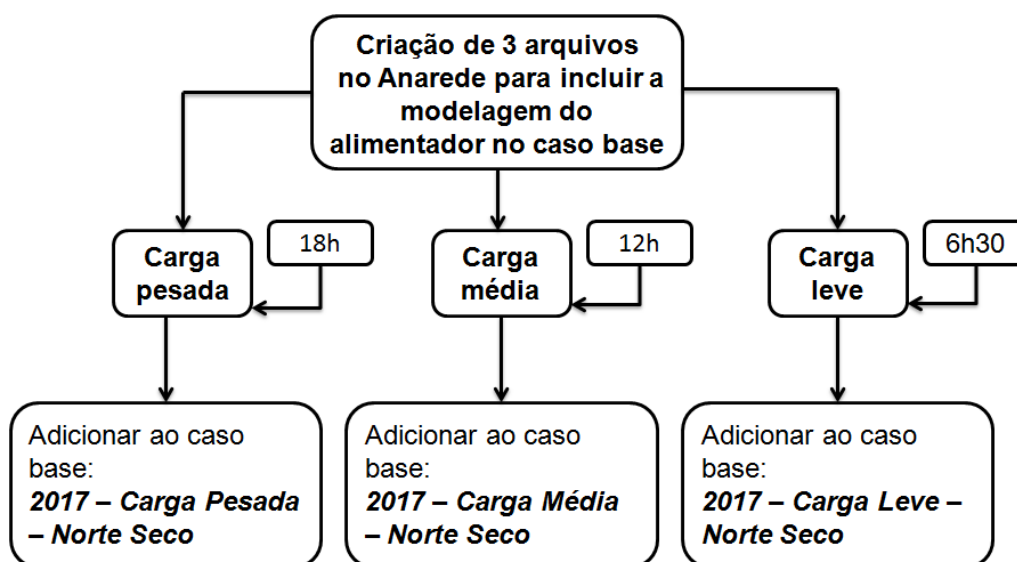 Criação de 3 arquivos
no Anarede para incluir a
modelagem do
alimentador no caso base
Carga
pesada
18h
Carga
média
12h
Carga
leve
6h30
Adicionar ao caso
base:
2017 – Carga Pesada
– Norte Seco
Adicionar ao caso
base:
2017 – Carga Média
– Norte Seco
Adicionar ao caso
base:
2017 – Carga Leve –
Norte Seco